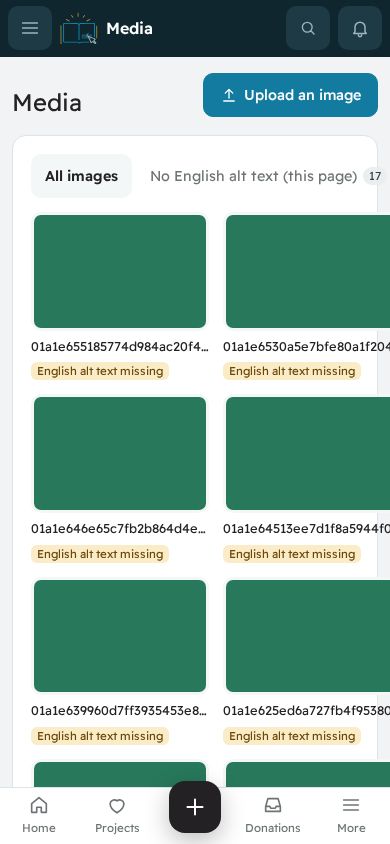 Media
Media
Upload an image
All images
No English alt text (this page) 17
01a1e655185774d984ac20f4...
01a1e6530a5e7bfe80a1f204
English alt text missing
English alt text missing
01a1e646e65c7fb2b864d4e...
01a1e64513ee7d1f8a5944f0
English alt text missing
English alt text missing
01a1e639960d7ff3935453e8...
01a1e625ed6a727fb4f95380
English alt text missing
English alt text missing
Home
Projects
Donations
More